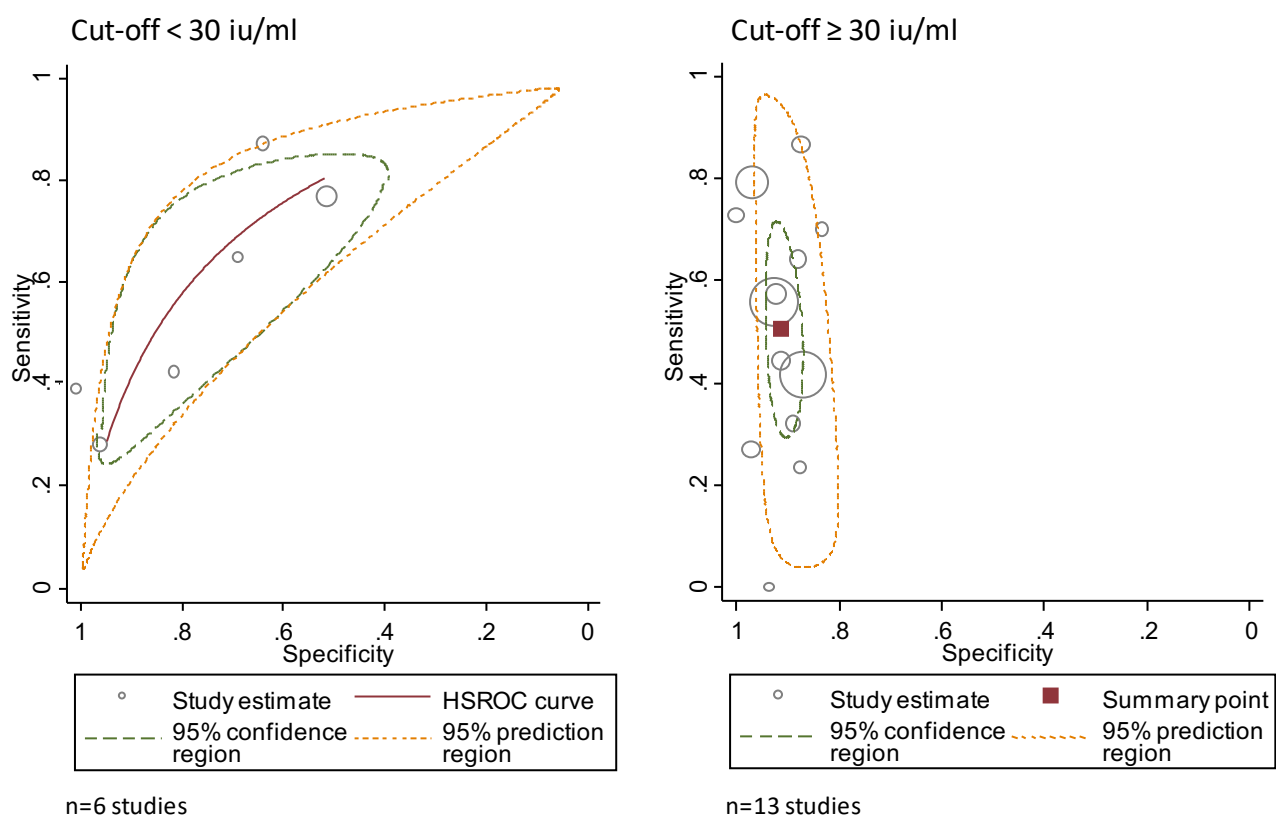 Cut-off < 30 iu/ml
1
.8
.6
.4
.2
0
Sensitivity
1
.8
.6
.4
.2
0
Specificity
Study estimate
HSROC curve
95% confidence
region
95% prediction
region
n=6 studies
Cut-off ≥ 30 iu/ml
1
.8
.6
.4
.2
0
Sensitivity
1
.8
.6
.4
.2
0
Specificity
Study estimate
Summary point
95% confidence
region
95% prediction
region
n=13 studies